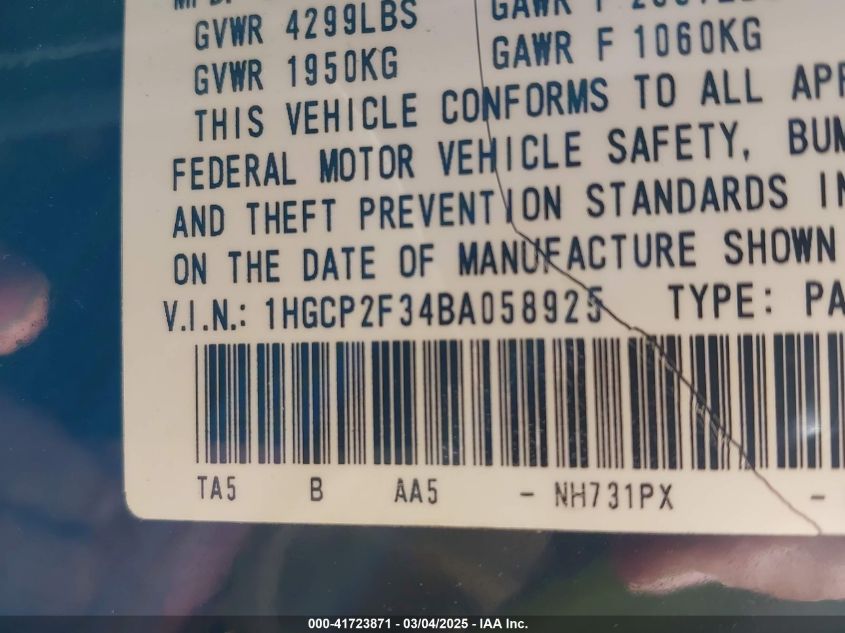 GVWR 4299LBS GAWR F
GVWR 1950KG GAWR F 1060KG
THIS VEHICLE CONFORMS TO ALL
FEDERAL MOTOR VEHICLE SAFETY,
AND THEFT PREVENTION STANDARDS
ON THE DATE OF MANUFACTURE SHOWN
V.I.N.: 1HGCP2F34BA058925 TYPE:
TA5 B AA5 - NH731PX -
000-41723871 - 03/04/2025 - IAA Inc.